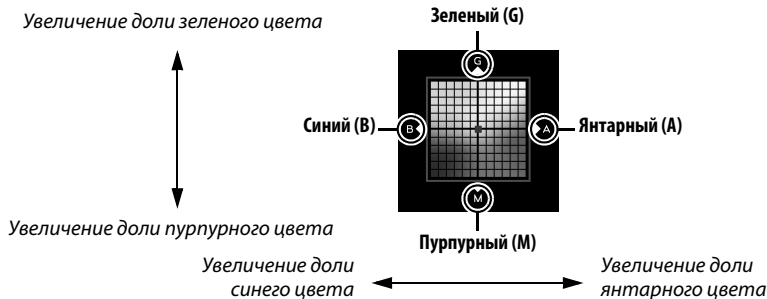 Увеличение доли зеленого цвета
Зеленый (G)
G
Синий (B)
B
A
Янтарный (A)
M
Увеличение доли пурпурного цвета
Пурпурный (M)
Увеличение доли
синего цвета
Увеличение доли
янтарного цвета